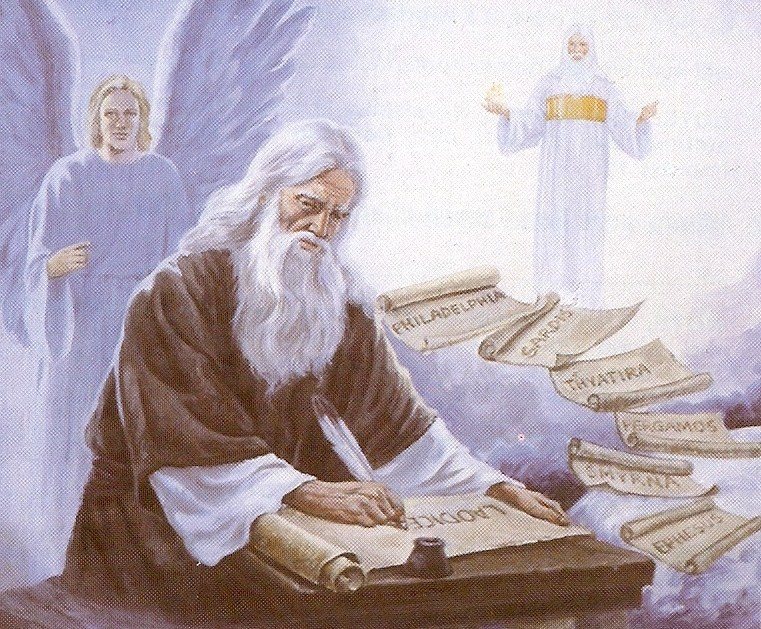 PHILADELPHIA
SARDIS
THYATIRA
PERGAMOS
SMYRNA
EPHESUS
LAODICE